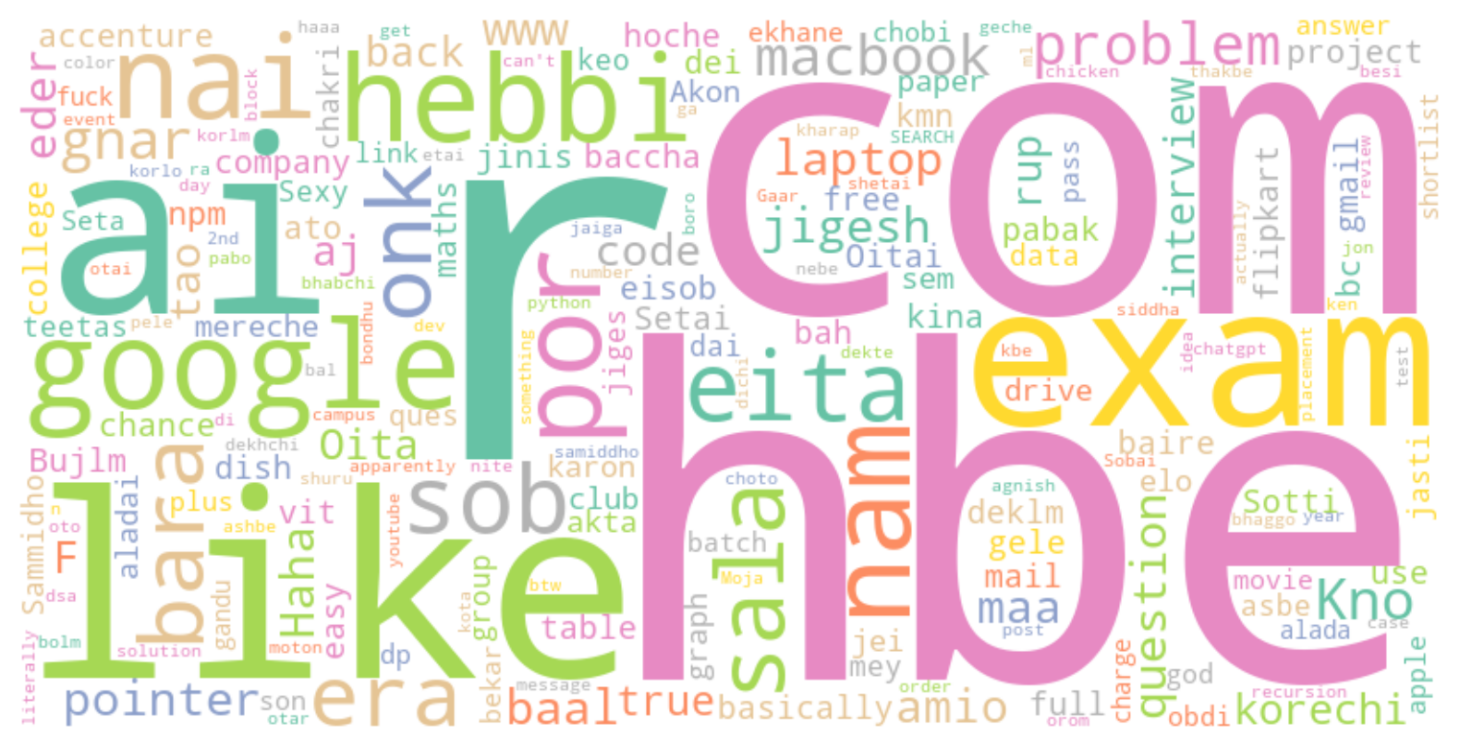 accenture
color
haaa
get
www
hoche
ekhane
chobi
geche
answer
back
can't
keo
dei
macbook
ml
problem
project
eder
fuck
event
nai
block
chakri
hebbi
Akon
ga
paper
kmn
chicken
thakbe
besi
gnar
korlm
company
link
etai
jinis
baccha
kharap
SEARCH
com
laptop
rup
pass
interview
flipkart
gmail
review
shortlist
korlo
ra
day
Sexy
onk
maths
Gaar
shetai
free
boro
jigesh
pabak
data
actually
bc
jon
college
Seta
npm
2nd
ato
aj
air
otai
tao
pabo
bhabchi
jaiga
code
Oitai
nebe
sem
number
eisob
python
por
Setai
bah
kina
siddha
ken
teetas
pele
mereche
dev
bondhu
google
bal
something
jiges
dai
dekte
kbe
idea
chatgpt
placement
test
eita
dichi
drive
exam
chance
di
campus
ques
dekhchi
Oita
samiddho
baire
Bujlm
bara
dish
shuru
apparently
nite
karon
sob
club
akta
choto
nam
agnish
Sobai
elo
Sotti
jasti
bhaggo
year
Sammidho
n
oto
aladai
plus
ashbe
vit
youtube
hbe
batch
sala
deklm
gele
question
F
dsa
gandu
Haha
like
kota
btw
group
Moja
mail
movie
Kno
use
asbe
easy
table
graph
maa
post
alada
case
bolm
solution
moton
dp
jei
mey
god
apple
literally
pointer
son
otar
era
bekar
message
baal
true
basically
order
amio
full
orom
charge
obdi
recursion
korechi